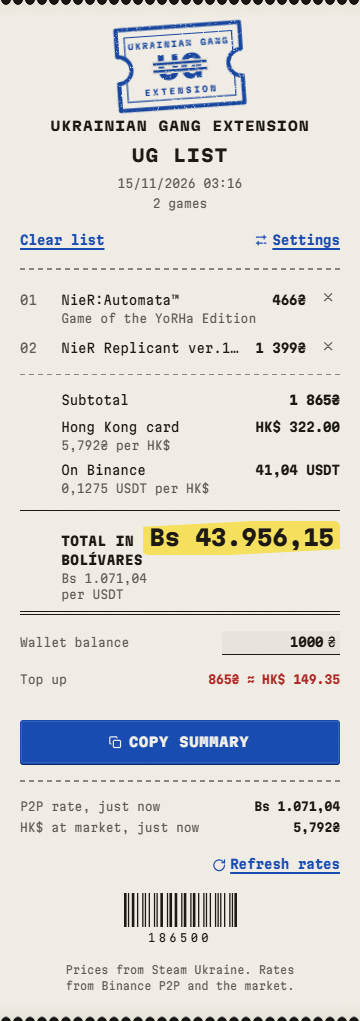 UKRAINIAN GANG
UG
EXTENSION
UKRAINIAN GANG EXTENSION
UG LIST
15/11/2026 03:16
2 games
Clear list
Settings
01 NieR:Automata™ 466₴ ×
Game of the YoRHa Edition
02 NieR Replicant ver.1… 1 399₴ ×
Subtotal 1 865₴
Hong Kong card HK$ 322.00
5,792₴ per HK$
On Binance 41,04 USDT
0,1275 USDT per HK$
TOTAL IN BOLÍVARES Bs 43.956,15
Bs 1.071,04
per USDT
Wallet balance 1000 ₴
Top up 865₴ ≈ HK$ 149.35
COPY SUMMARY
P2P rate, just now Bs 1.071,04
HK$ at market, just now 5,792₴
Refresh rates
186500
Prices from Steam Ukraine. Rates
from Binance P2P and the market.